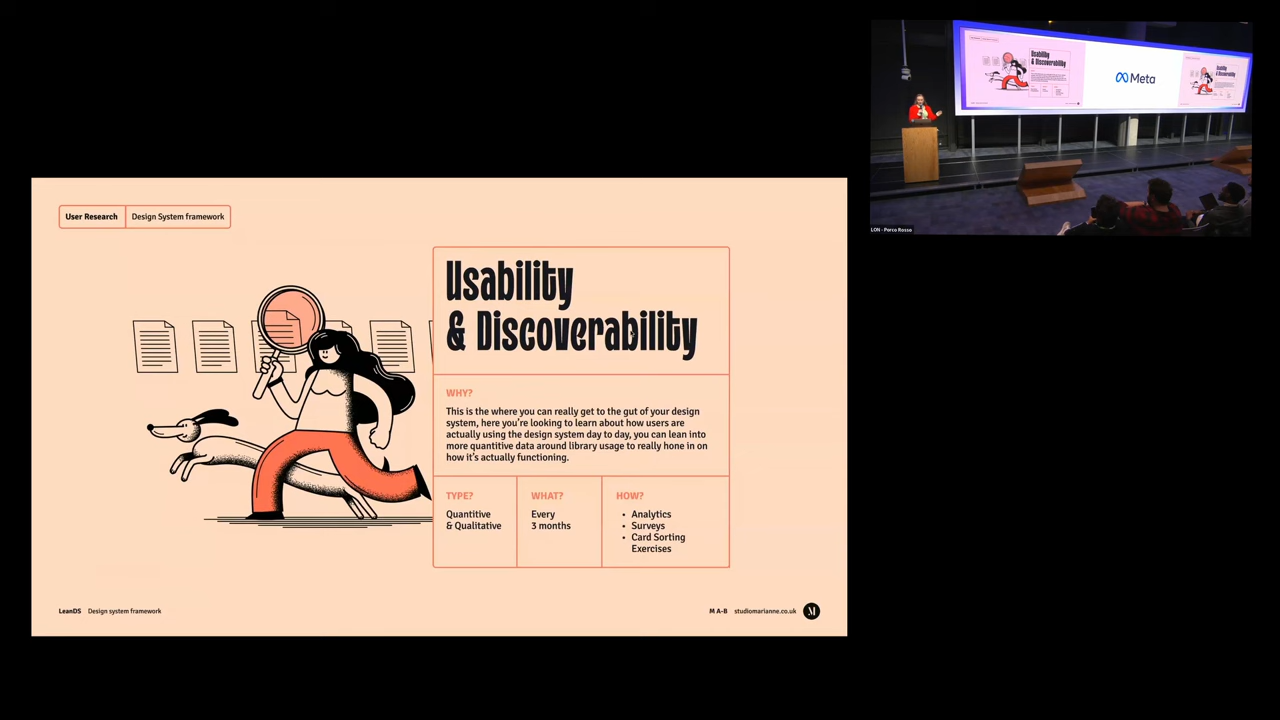 User Research
Design System framework
Usability
& Discoverability
WHY?
This is the where you can really get to the gut of your design
system, here you're looking to learn about how users are
actually using the design system day to day, you can lean into
more quantitive data around library usage to really hone in on
how it's actually functioning.
TYPE?
Quantitive
& Qualitative
WHAT?
Every
3 months
HOW?
• Analytics
• Surveys
• Card Sorting
Exercises
LeanDS
Design system framework
M A-B
studiomarianne.co.uk
M
Usability
& Discoverability
Meta
Usability
& Discoverability
LON - Porco Rosso